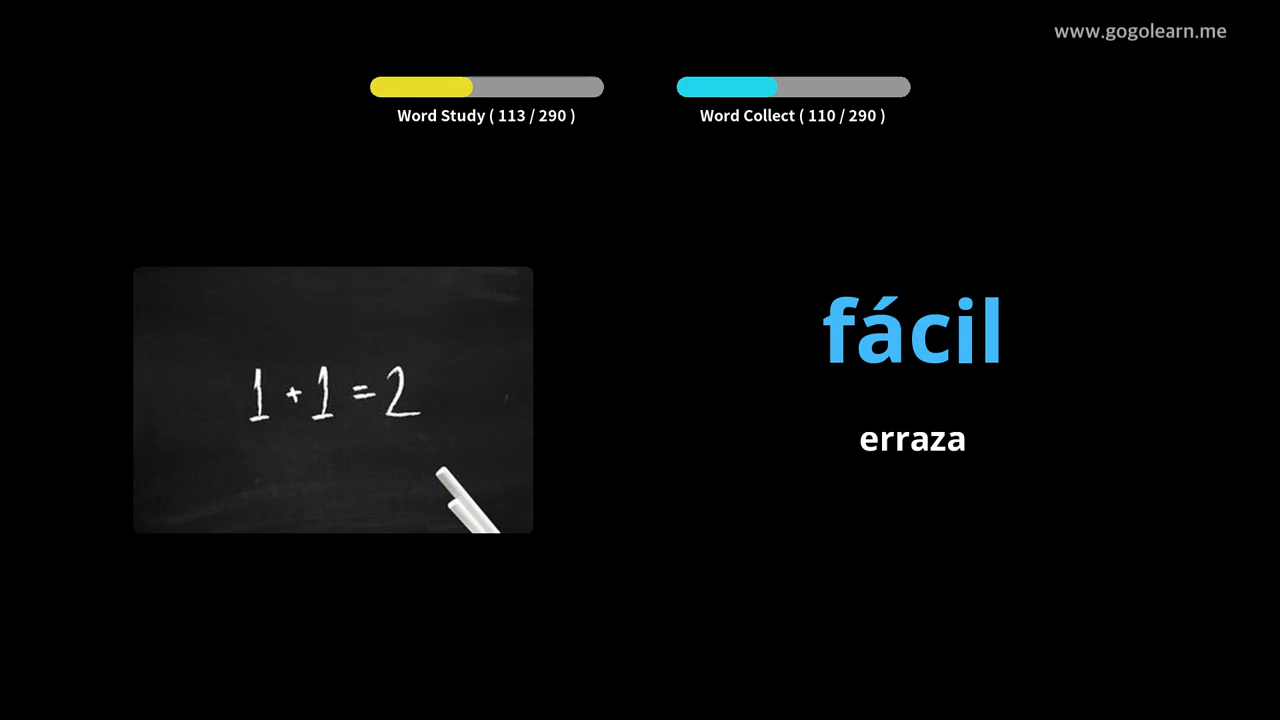 www.gogolearn.me
Word Study ( 113 / 290 )
Word Collect ( 110 / 290 )
1 + 1 = 2
fácil
erraza